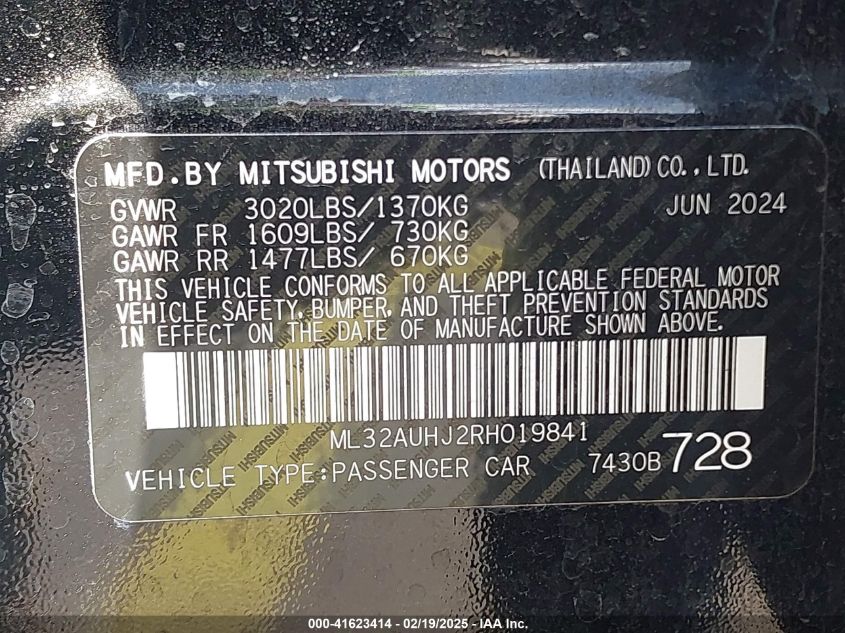 MFD.BY MITSUBISHI MOTORS (THAILAND) CO., LTD.
GVWR 3020LBS/1370KG JUN 2024
GAWR FR 1609LBS/ 730KG
GAWR RR 1477LBS/ 670KG
THIS VEHICLE CONFORMS TO ALL APPLICABLE FEDERAL MOTOR
VEHICLE SAFETY, BUMPER, AND THEFT PREVENTION STANDARDS
IN EFFECT ON THE DATE OF MANUFACTURE SHOWN ABOVE.
ML32AUHJ2RH019841
VEHICLE TYPE:PASSENGER CAR 7430B 728
000-41623414 - 02/19/2025 - IAA Inc.